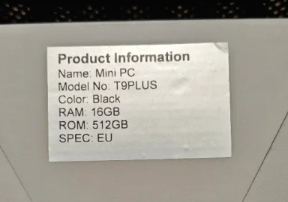 Product Information
Name: Mini PC
Model No: T9PLUS
Color: Black
RAM: 16GB
ROM: 512GB
SPEC: EU